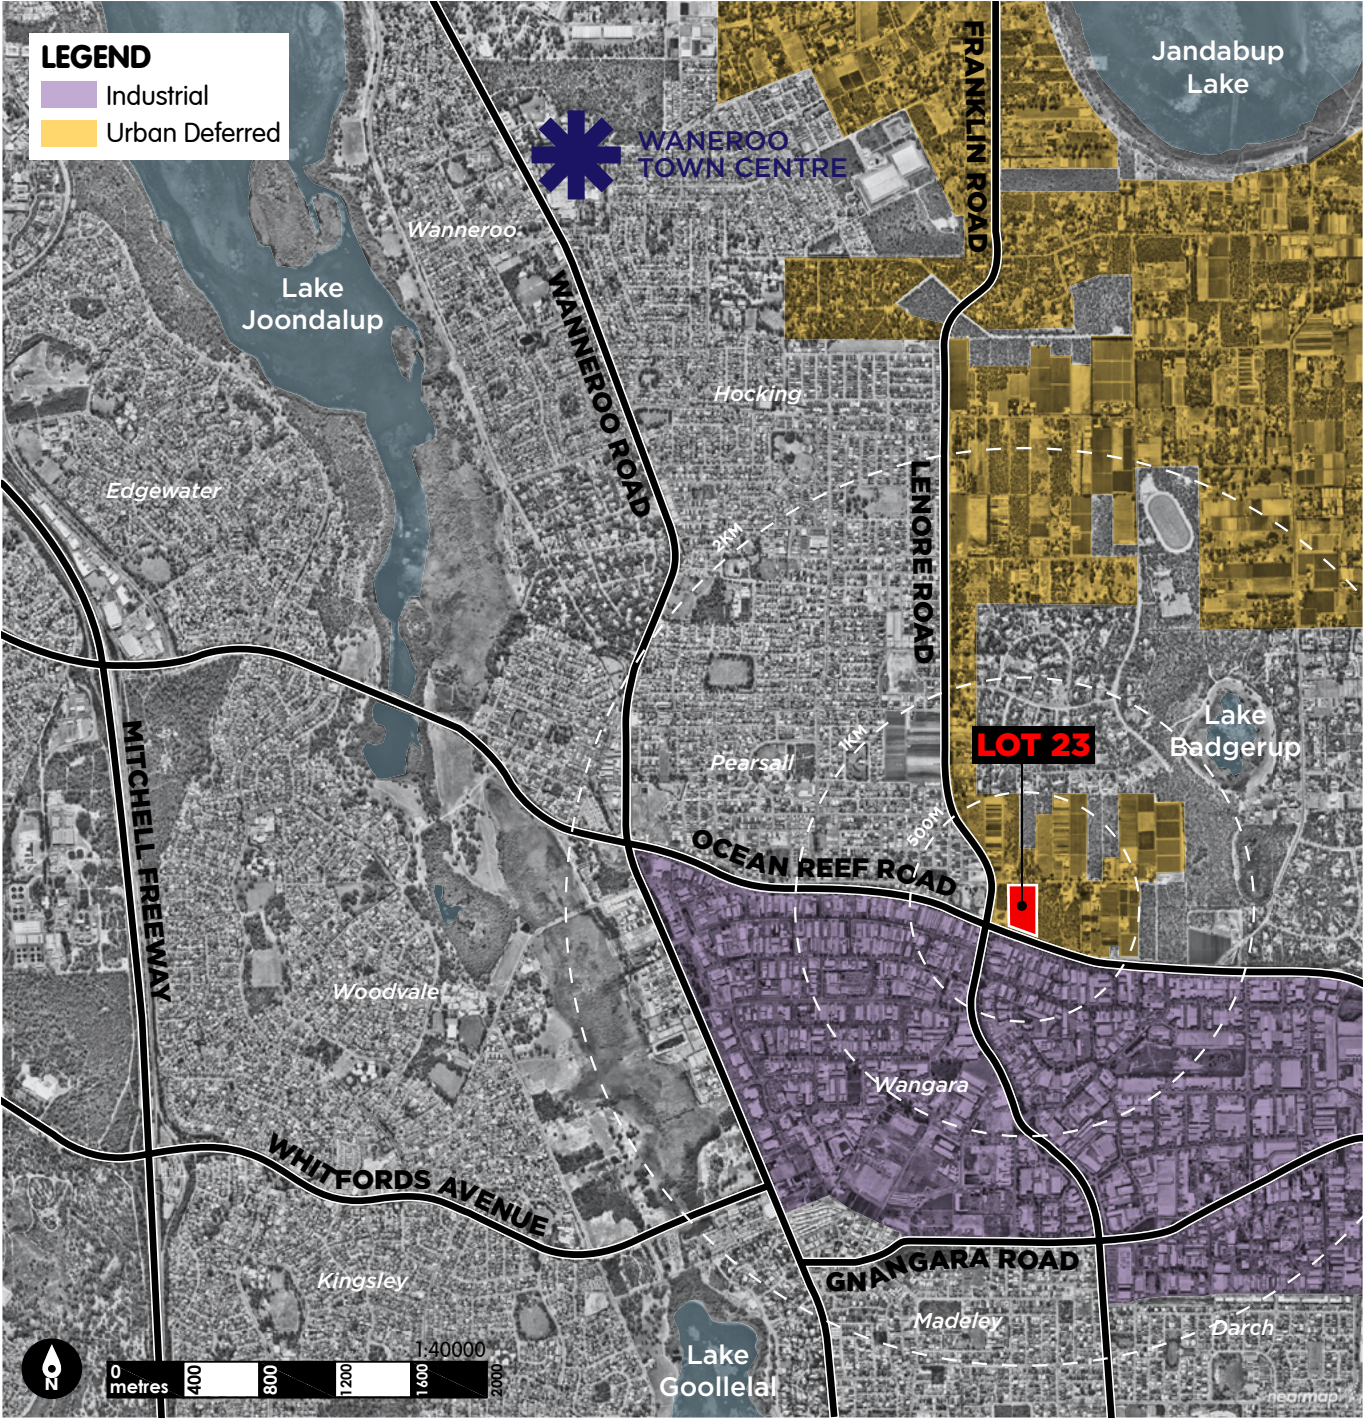 LEGEND
Industrial
Urban Deferred
Jandabup
Lake
FRANKLIN ROAD
WANEROO
TOWN CENTRE
Wanneroo
Lake
Joondalup
WANNEROO ROAD
Hocking
Edgewater
2KM
LENORE ROAD
Lake
Badgerup
LOT 23
1KM
Pearsall
MITCHELL FREEWAY
500M
OCEAN REEF ROAD
Woodvale
Wangara
WHITFORDS AVENUE
GNANGARA ROAD
Kingsley
Madeley
Darch
Lake
Goollelal
N
1:40000
0
metres
400
800
1200
1600
2000
nearmap